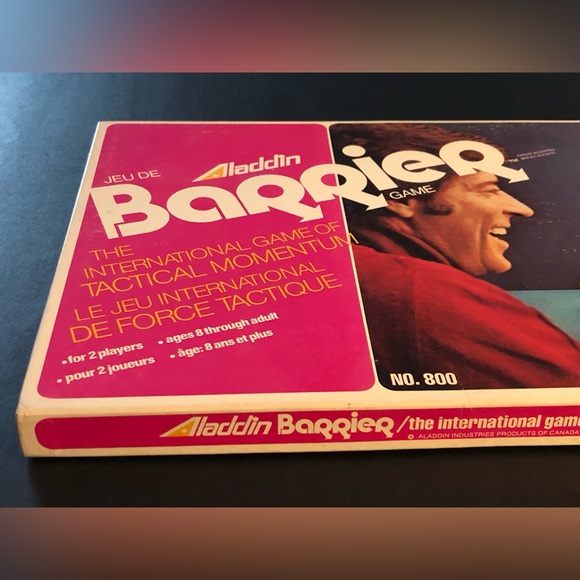 Aladdin
JEU DE
BARRIER™
GAME
THE
INTERNATIONAL GAME OF
TACTICAL MOMENTUM
LE JEU INTERNATIONAL
DE FORCE TACTIQUE
• for 2 players • ages 8 through adult
• pour 2 joueurs • âge: 8 ans et plus
NO. 800
Aladdin BARRIER/the international game
© ALADDIN INDUSTRIES PRODUCTS OF CANADA